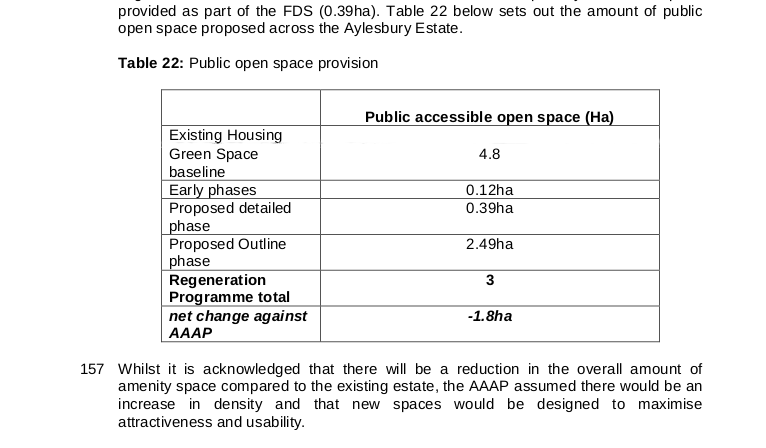 provided as part of the FDS (0.39ha). Table 22 below sets out the amount of public
open space proposed across the Aylesbury Estate.
Table 22: Public open space provision
Public accessible open space (Ha)
Existing Housing
Green Space
baseline
4.8
Early phases
0.12ha
Proposed detailed
phase
0.39ha
Proposed Outline
phase
2.49ha
Regeneration
Programme total
3
net change against
AAAP
-1.8ha
157 Whilst it is acknowledged that there will be a reduction in the overall amount of
amenity space compared to the existing estate, the AAAP assumed there would be an
increase in density and that new spaces would be designed to maximise
attractiveness and usability.